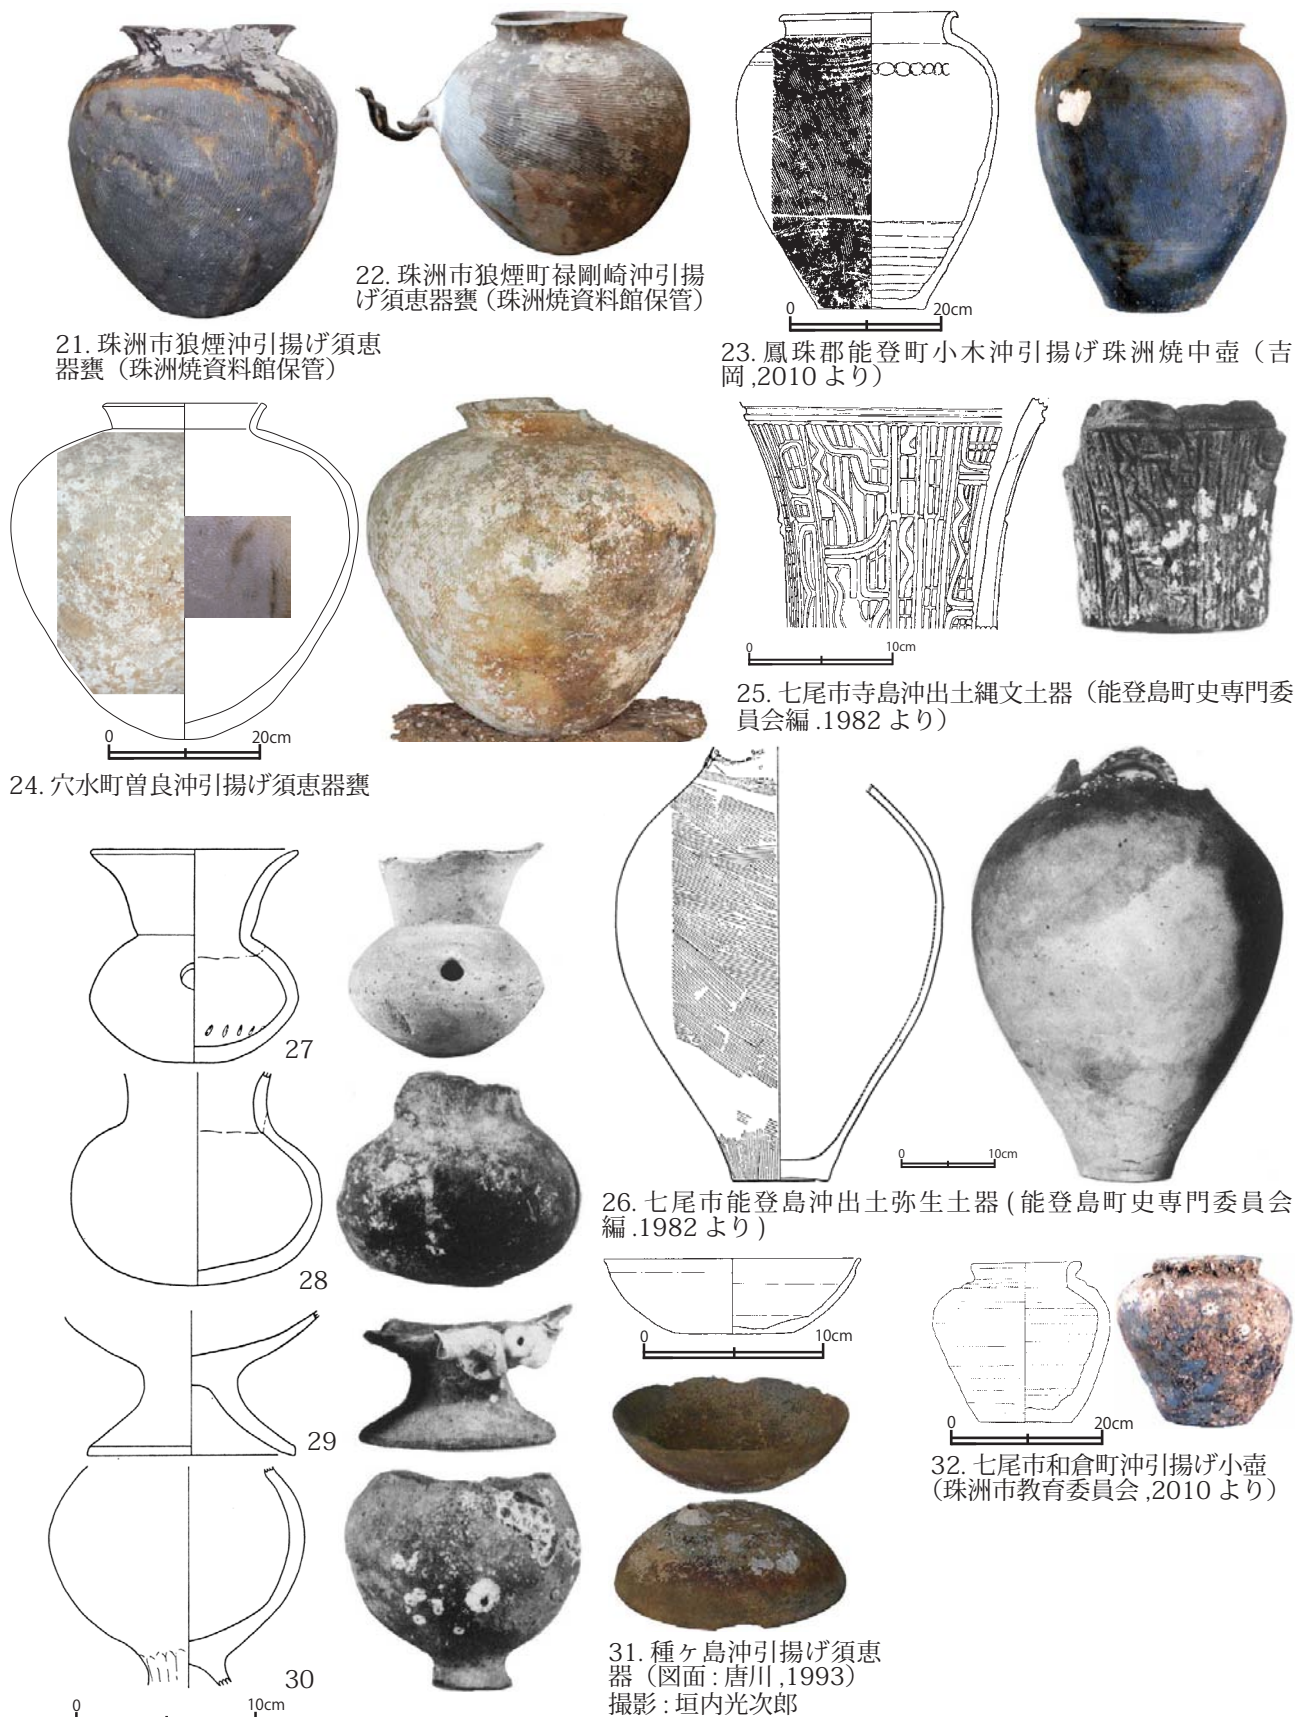 22. 珠洲市狼煙町禄剛崎沖引揚
げ須恵器甕（珠洲焼資料館保管）
21. 珠洲市狼煙沖引揚げ須恵
器甕（珠洲焼資料館保管）
0 20cm
23. 鳳珠郡能登町小木沖引揚げ珠洲焼中壺（吉
岡 ,2010 より）
0 20cm
24. 穴水町曽良沖引揚げ須恵器甕
0 10cm
25. 七尾市寺島沖出土縄文土器（能登島町史専門委
員会編 .1982 より）
27
28
29
30
0 10cm
0 10cm
26. 七尾市能登島沖出土弥生土器 ( 能登島町史専門委員会
編 .1982 より )
0 10cm
31. 種ヶ島沖引揚げ須恵
器（図面 : 唐川 ,1993）
撮影 : 垣内光次郎
0 20cm
32. 七尾市和倉町沖引揚げ小壺
（珠洲市教育委員会 ,2010 より）